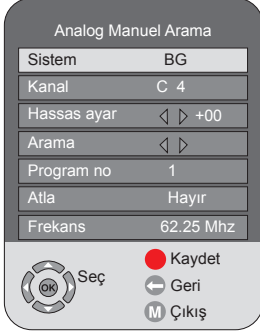 Analog Manuel Arama
Sistem BG
Kanal C 4
Hassas ayar +00
Arama
Program no 1
Atla Hayır
Frekans 62.25 Mhz
Kaydet
OK Seç
Geri
M Çıkış